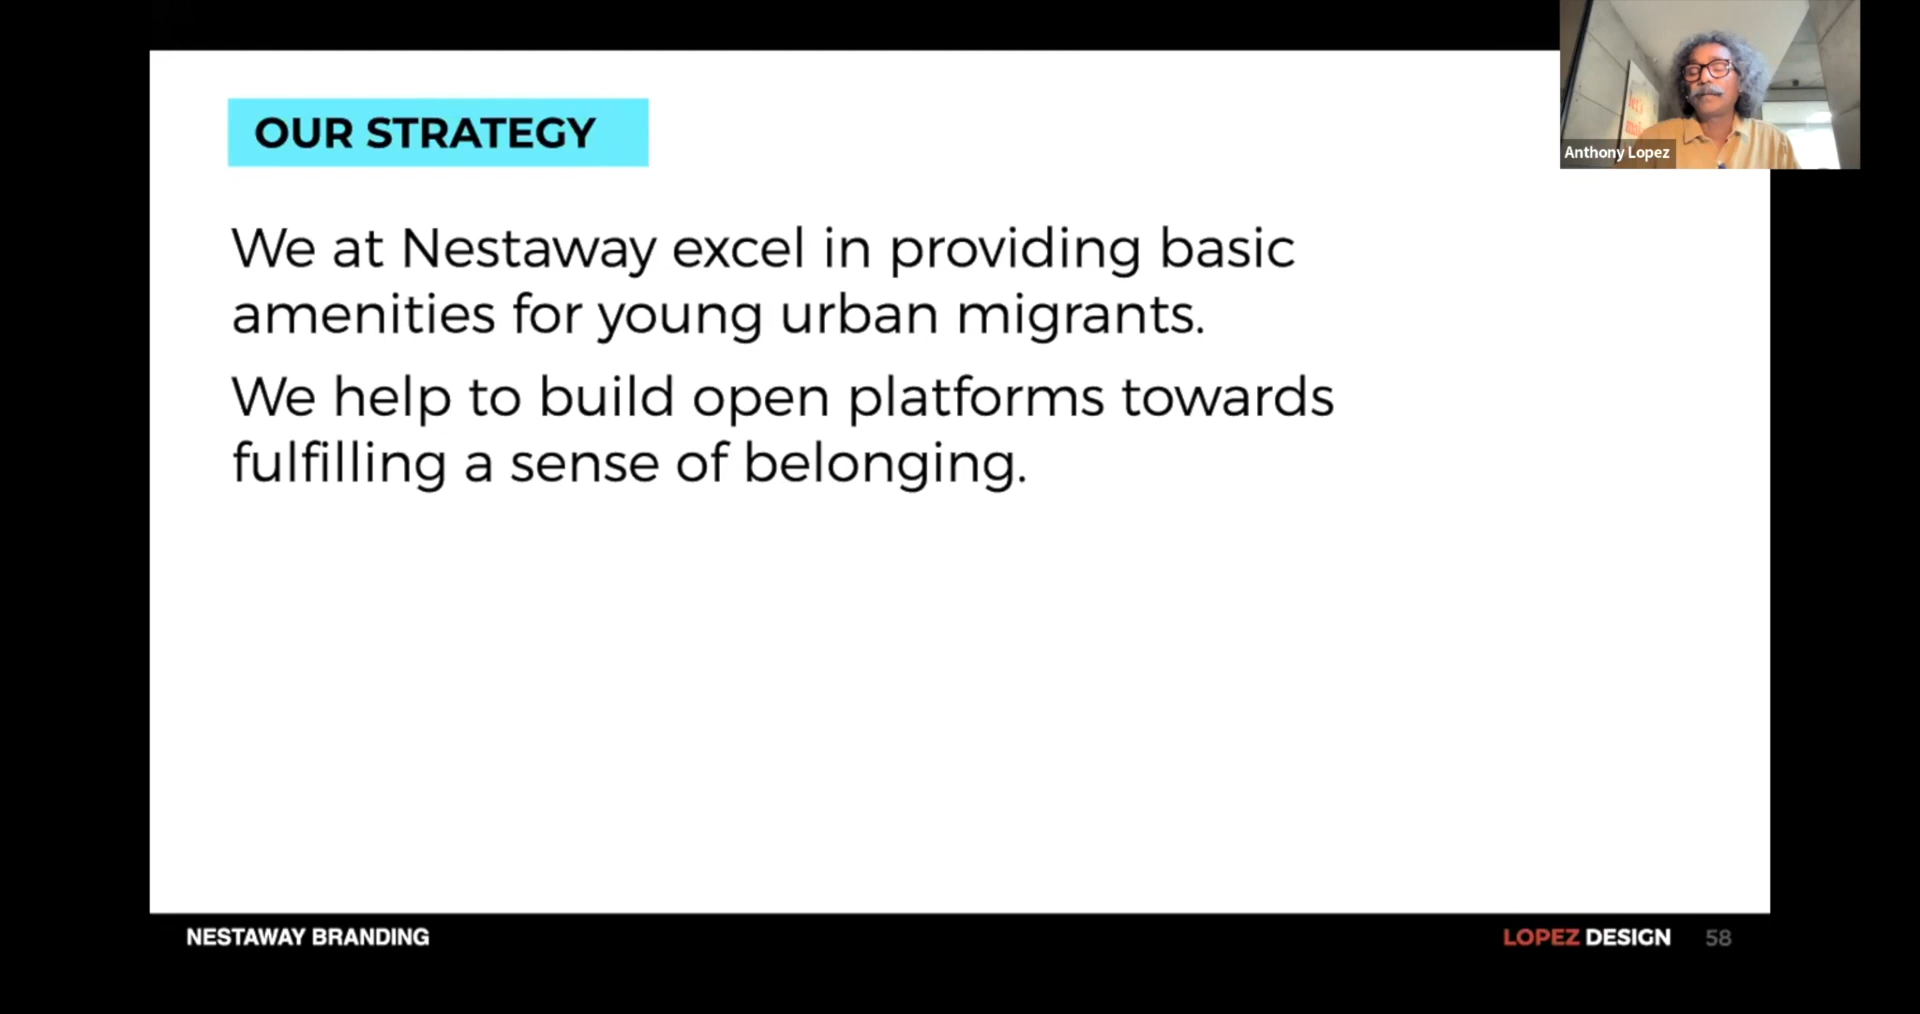 OUR STRATEGY
We at Nestaway excel in providing basic
amenities for young urban migrants.
We help to build open platforms towards
fulfilling a sense of belonging.
Anthony Lopez
NESTAWAY BRANDING
LOPEZ DESIGN 58